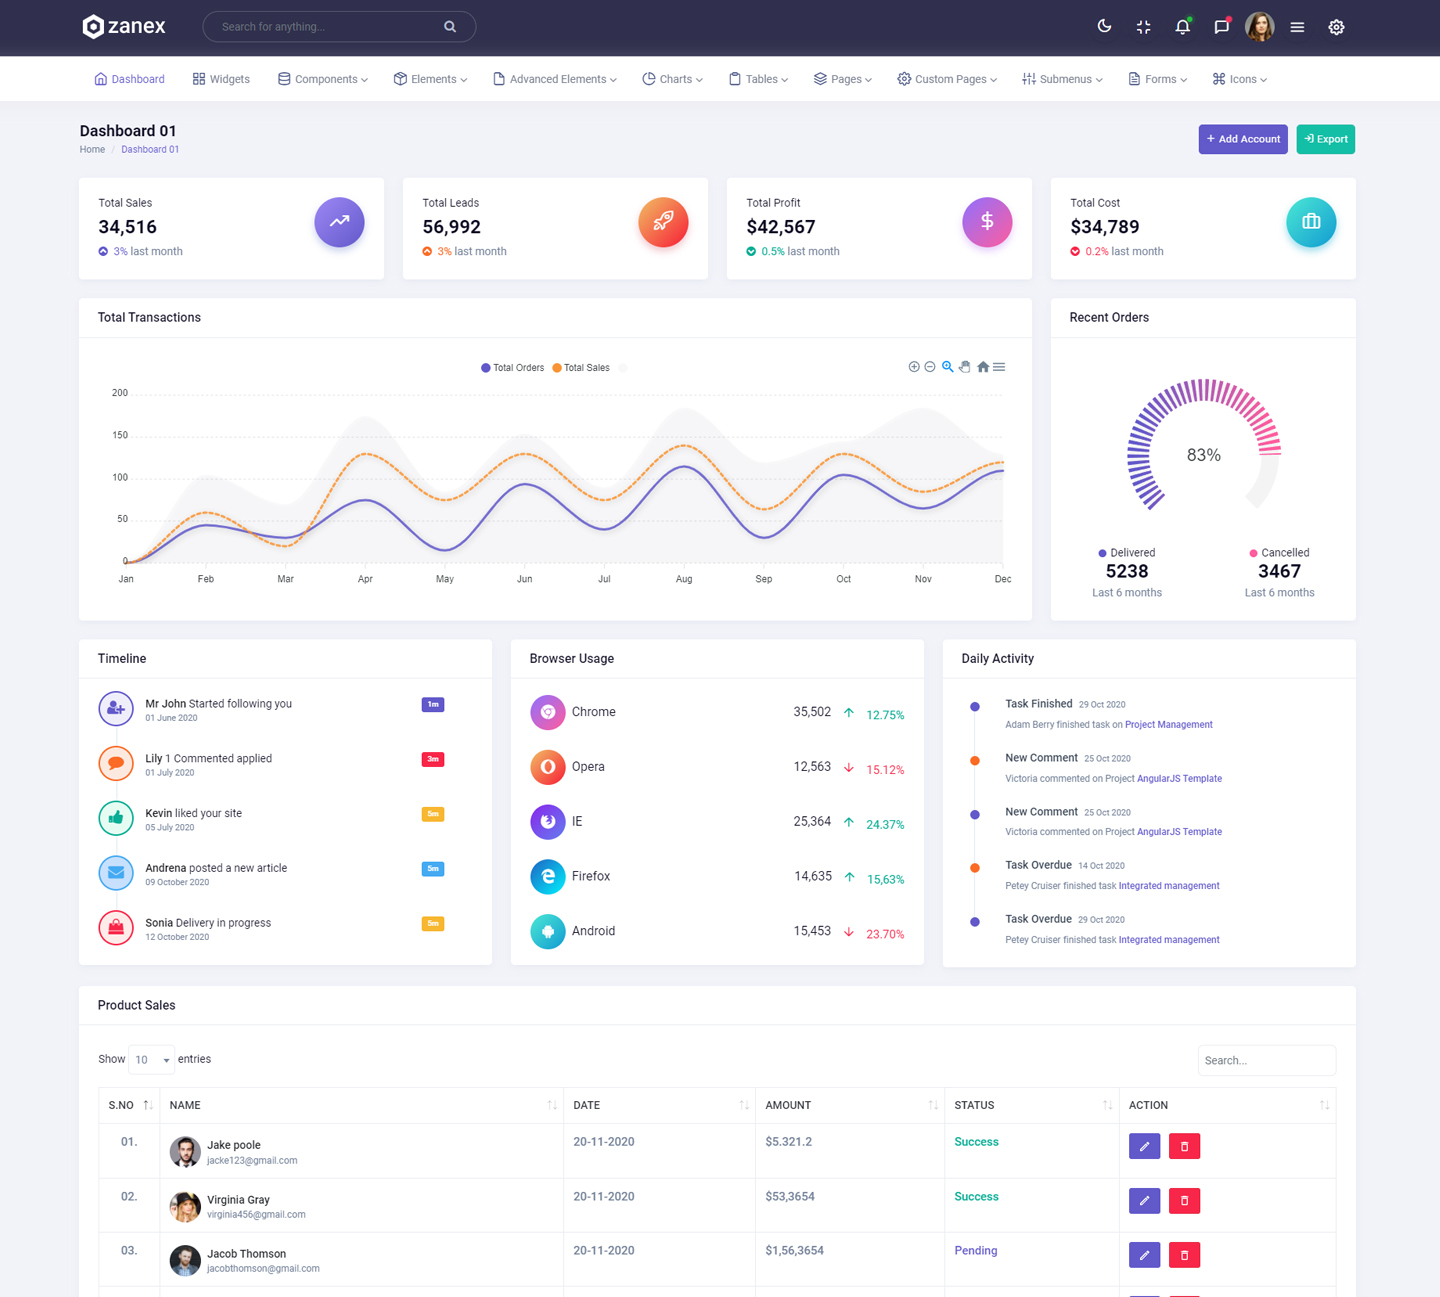 zanex
Search for anything...
Dashboard Widgets Components Elements Advanced Elements Charts Tables Pages Custom Pages Submenus Forms Icons
Dashboard 01
Home / Dashboard 01
+ Add Account
Export
Total Sales
34,516
3% last month
Total Leads
56,992
3% last month
Total Profit
$42,567
0.5% last month
Total Cost
$34,789
0.2% last month
Total Transactions
Total Orders Total Sales
200
150
100
50
0
Jan Feb Mar Apr May Jun Jul Aug Sep Oct Nov Dec
Recent Orders
83%
Delivered
5238
Last 6 months
Cancelled
3467
Last 6 months
Timeline
Mr John Started following you 1m
01 June 2020
Lily 1 Commented applied 3m
01 July 2020
Kevin liked your site 5m
05 July 2020
Andrena posted a new article 5m
09 October 2020
Sonia Delivery in progress 5m
12 October 2020
Browser Usage
Chrome 35,502 12.75%
Opera 12,563 15.12%
IE 25,364 24.37%
Firefox 14,635 15,63%
Android 15,453 23.70%
Daily Activity
Task Finished 29 Oct 2020
Adam Berry finished task on Project Management
New Comment 25 Oct 2020
Victoria commented on Project AngularJS Template
New Comment 25 Oct 2020
Victoria commented on Project AngularJS Template
Task Overdue 14 Oct 2020
Petey Cruiser finished task Integrated management
Task Overdue 29 Oct 2020
Petey Cruiser finished task Integrated management
Product Sales
Show 10 entries
Search...
S.NO NAME DATE AMOUNT STATUS ACTION
01. Jake poole 20-11-2020 $5.321.2 Success
jacke123@gmail.com
02. Virginia Gray 20-11-2020 $53,3654 Success
virginia456@gmail.com
03. Jacob Thomson 20-11-2020 $1,56,3654 Pending
jacobthomson@gmail.com